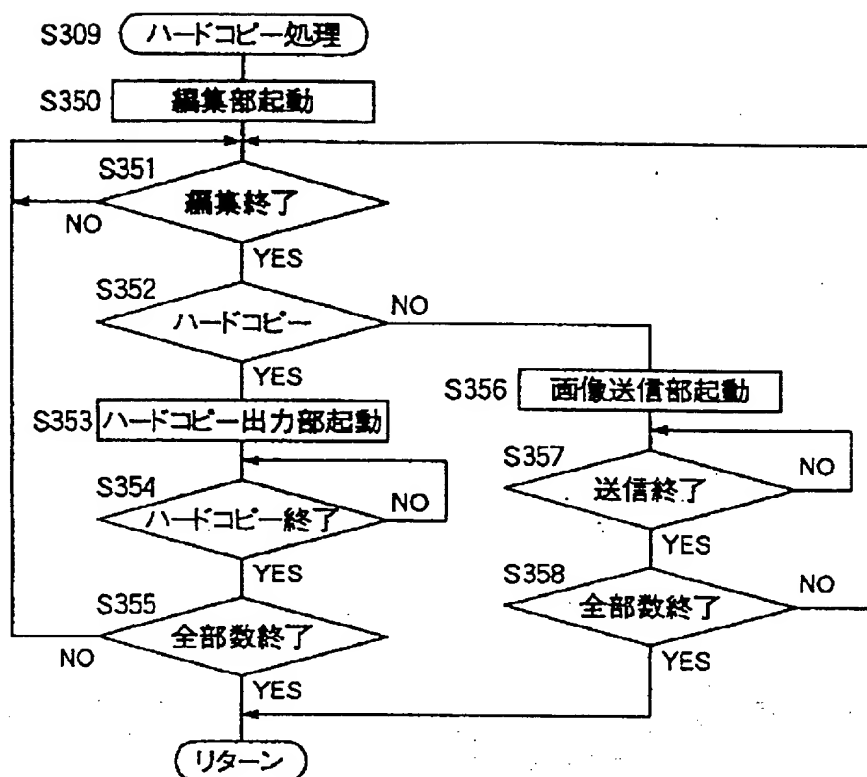 S309 ハードコピー処理
S350 編集部起動
S351
編集終了
NO
YES
S352
NO
ハードコピー
YES
S353 ハードコピー出力部起動
S354
ハードコピー終了
NO
YES
S355
全部数終了
NO
YES
S356 画像送信部起動
S357
NO
送信終了
YES
S358
NO
全部数終了
YES
リターン